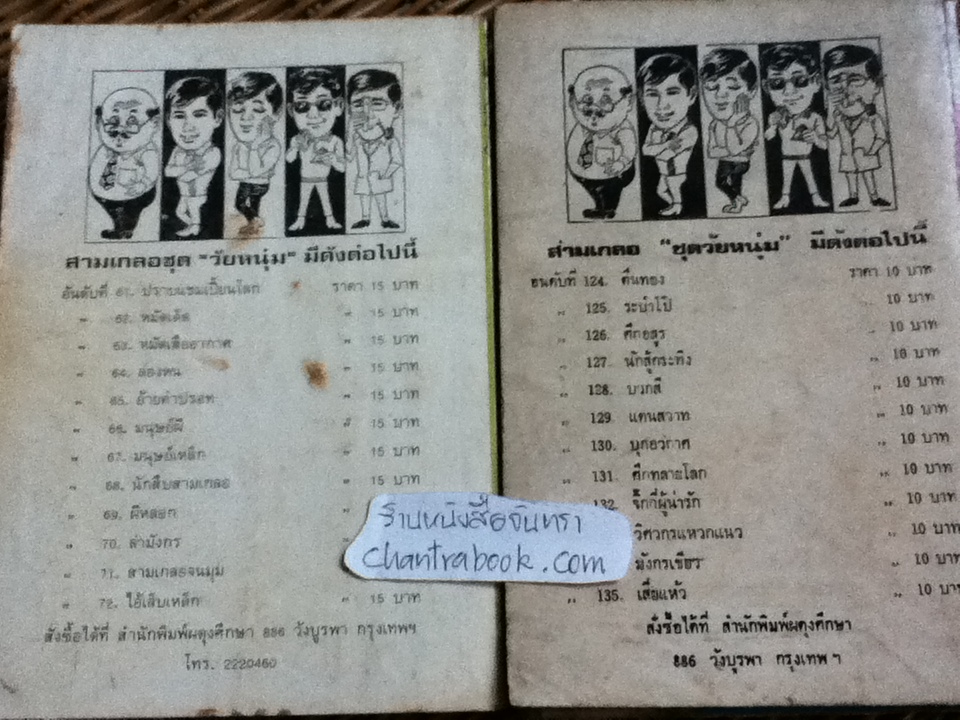 สามเกลอชุด "วัยหนุ่ม" มีดังต่อไปนี้
อันดับที่ 61. ปราบแชมเปี้ยนโลก ราคา 15 บาท
" 62. หมัดเด็ด " 15 บาท
" 63. หมัดเสืออากาศ " 15 บาท
" 64. ลองหน " 15 บาท
" 65. อ้ายดำปรอท " 15 บาท
" 66. มนุษย์ผี " 15 บาท
" 67. มนุษย์เหล็ก " 15 บาท
" 68. นักสืบสามเกลอ " 15 บาท
" 69. ผีหลอก "
" 70. ล่ามังกร
" 71. สามเกลอจนมุม
" 72. ไอ้เสือเหล็ก " 15 บาท
สั่งซื้อได้ที่ สำนักพิมพ์ผดุงศึกษา 886 วังบูรพา กรุงเทพฯ
โทร. 2220460
สามเกลอ "ชุดวัยหนุ่ม" มีดังต่อไปนี้
อันดับที่ 124. ตื่นทอง ราคา 10 บาท
" 125. ระบำโป๊ 10 บาท
" 126. ศึกอสูร " 10 บาท
" 127. นักสู้กระทิง " 10 บาท
" 128. บวกสี่ " 10 บาท
" 129. แดนสวาท " 10 บาท
" 130. บุกอวกาศ " 10 บาท
" 131. ศึกทลายโลก " 10 บาท
132. จิ๊กกี๋ผู้น่ารัก " 10 บาท
วิศวกรแหวกแนว " 10 บาท
มังกรเขียว " 10 บาท
" 135. เสี่ยแห้ว " 10 บาท
สั่งซื้อได้ที่ สำนักพิมพ์ผดุงศึกษา
886 วังบูรพา กรุงเทพฯ
ร้านหนังสือจันทรา
chantrabook.com